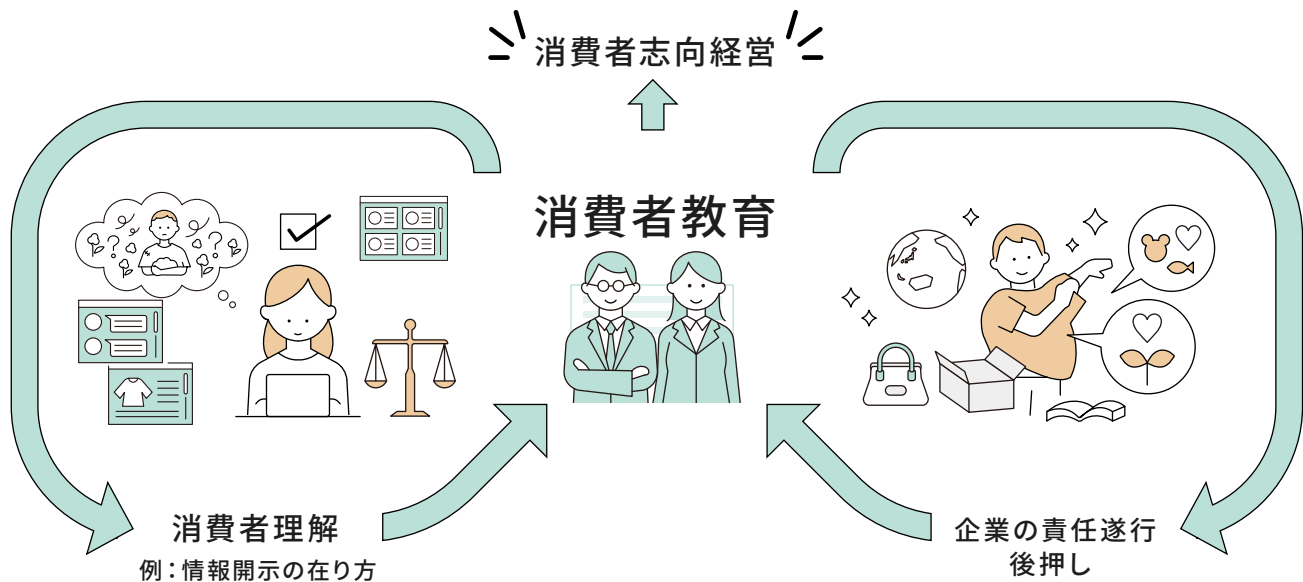 消費者志向経営
消費者教育
消費者理解
例：情報開示の在り方
企業の責任遂行
後押し